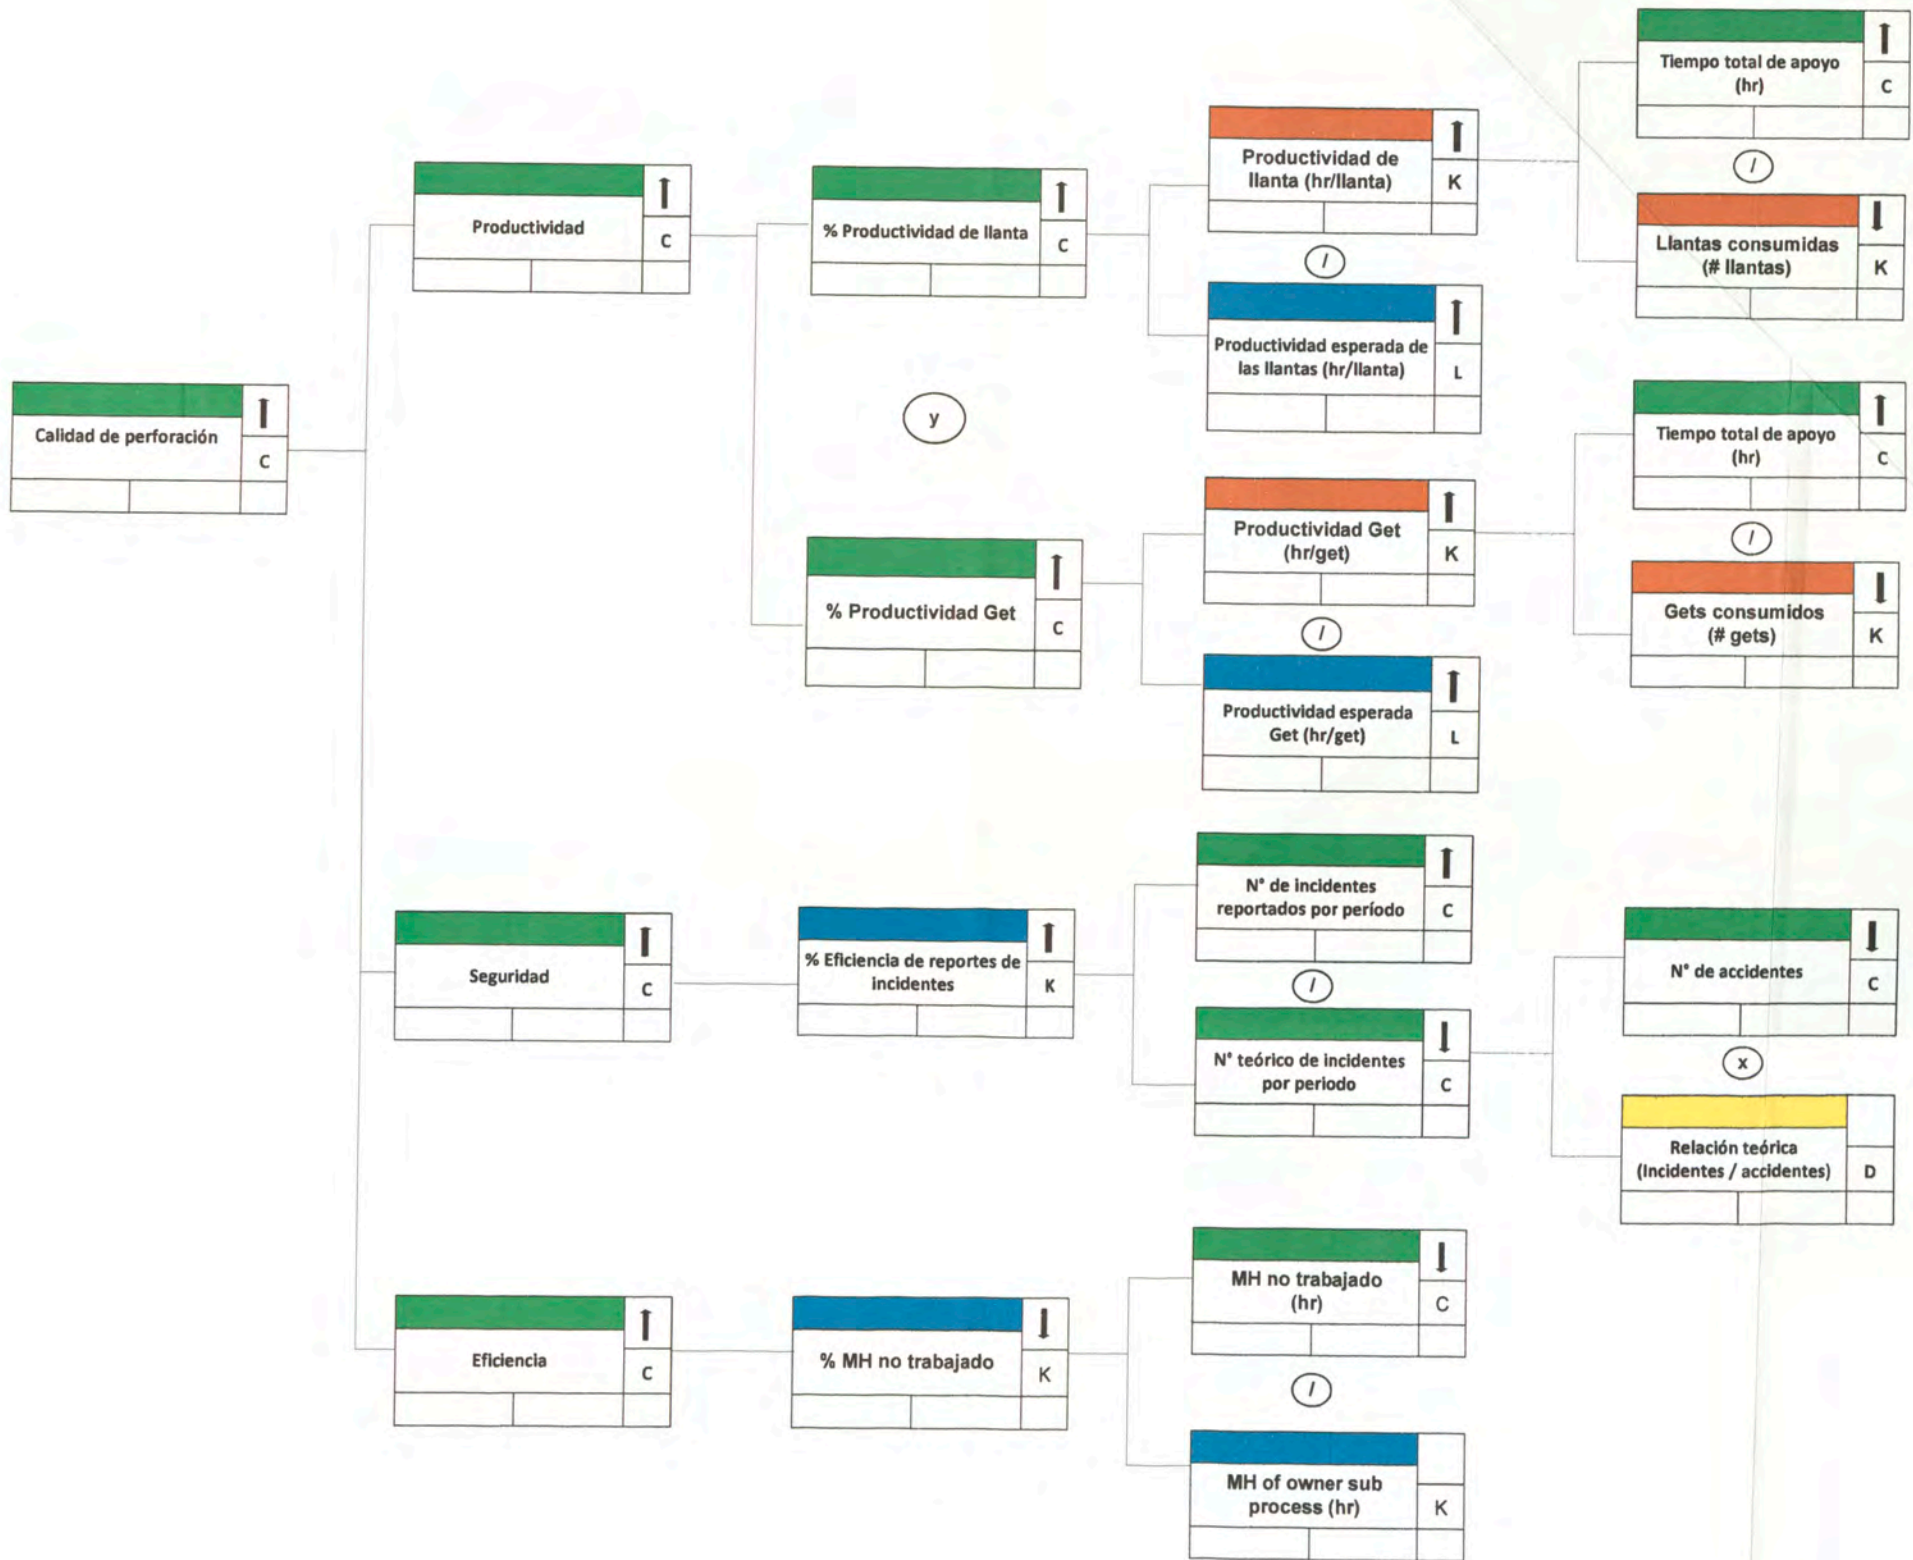 Calidad de perforación
C
Productividad
C
% Productividad de llanta
C
Productividad de
llanta (hr/llanta)
K
/
Productividad esperada de
las llantas (hr/llanta)
L
Tiempo total de apoyo
(hr)
C
/
Llantas consumidas
(# llantas)
K
y
% Productividad Get
C
Productividad Get
(hr/get)
K
/
Productividad esperada
Get (hr/get)
L
Tiempo total de apoyo
(hr)
C
/
Gets consumidos
(# gets)
K
Seguridad
C
% Eficiencia de reportes de
incidentes
K
N° de incidentes
reportados por período
C
/
N° teórico de incidentes
por periodo
C
N° de accidentes
C
x
Relación teórica
(Incidentes / accidentes)
D
Eficiencia
C
% MH no trabajado
K
MH no trabajado
(hr)
C
/
MH of owner sub
process (hr)
K